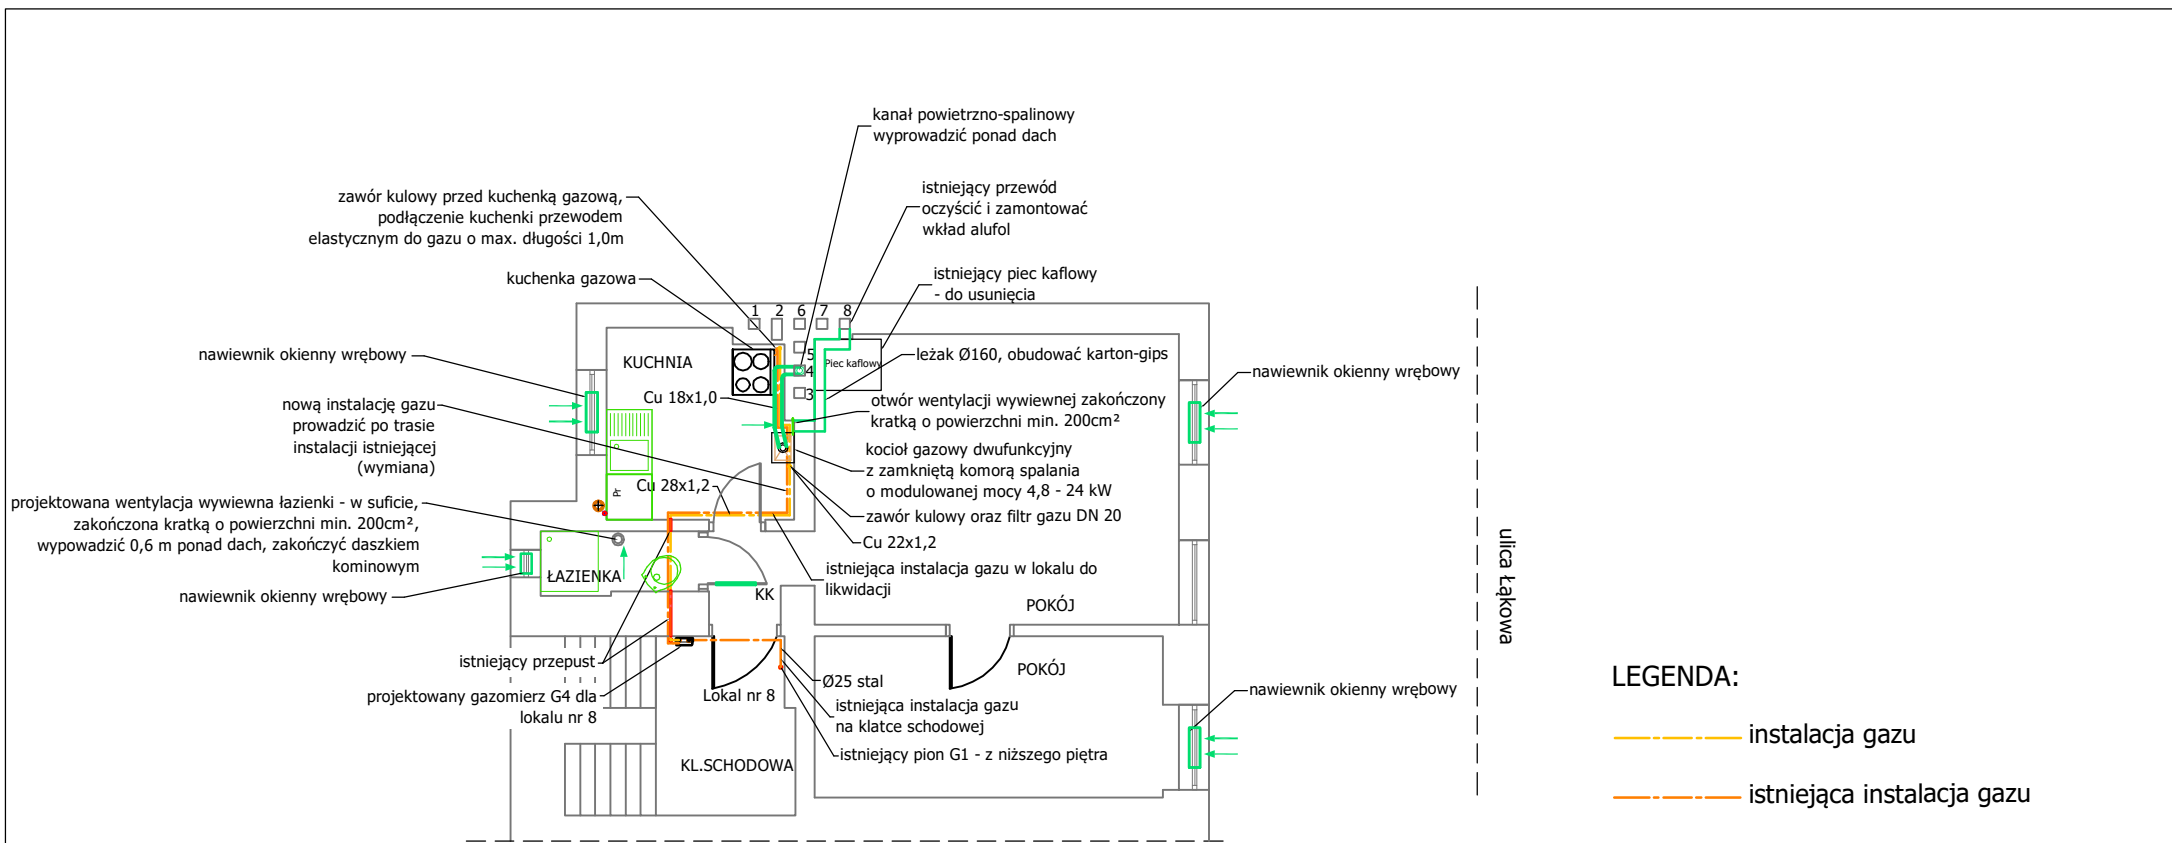 kanał powietrzno-spalinowy
wyprowadzić ponad dach
zawór kulowy przed kuchenką gazową,
podłączenie kuchenki przewodem
elastycznym do gazu o max. długości 1,0m
istniejący przewód
oczyścić i zamontować
wkład alufol
kuchenka gazowa
istniejący piec kaflowy
- do usunięcia
1
2
6
7
8
5
4
3
nawiewnik okienny wrębowy
KUCHNIA
Piec kaflowy
leżak Ø160, obudować karton-gips
nawiewnik okienny wrębowy
nową instalację gazu
prowadzić po trasie
instalacji istniejącej
(wymiana)
Cu 18x1,0
otwór wentylacji wywiewnej zakończony
kratką o powierzchni min. 200cm²
kocioł gazowy dwufunkcyjny
z zamkniętą komorą spalania
o modulowanej mocy 4,8 - 24 kW
Pr
Cu 28x1,2
projektowana wentylacja wywiewna łazienki - w suficie,
zakończona kratką o powierzchni min. 200cm²,
wypowadzić 0,6 m ponad dach, zakończyć daszkiem
kominowym
zawór kulowy oraz filtr gazu DN 20
Cu 22x1,2
ŁAZIENKA
nawiewnik okienny wrębowy
KK
istniejąca instalacja gazu w lokalu do
likwidacji
POKÓJ
ulica Łąkowa
istniejący przepust
projektowany gazomierz G4 dla
lokalu nr 8
Lokal nr 8
Ø25 stal
istniejąca instalacja gazu
na klatce schodowej
istniejący pion G1 - z niższego piętra
POKÓJ
nawiewnik okienny wrębowy
KL.SCHODOWA
LEGENDA:
instalacja gazu
istniejąca instalacja gazu